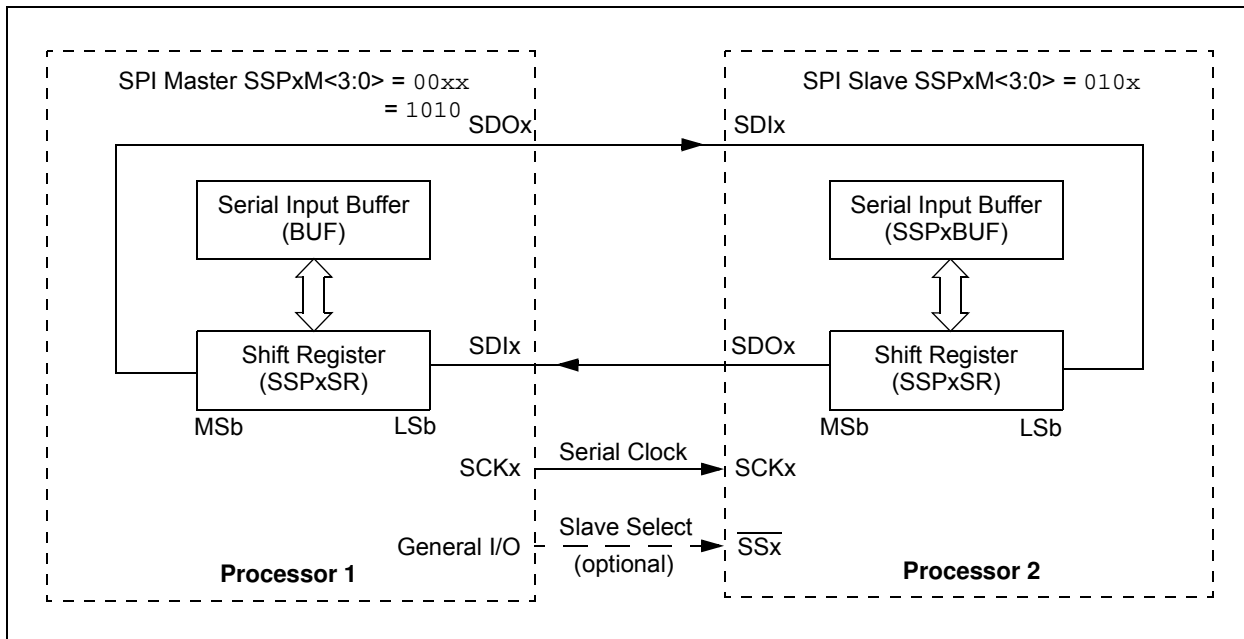 SPI Master SSPxM<3:0> = 00xx
= 1010
SDOx
Serial Input Buffer
(BUF)
Shift Register
(SSPxSR)
MSb
LSb
SDIx
SCKx
General I/O
Processor 1
Serial Clock
Slave Select
(optional)
SPI Slave SSPxM<3:0> = 010x
SDIx
Serial Input Buffer
(SSPxBUF)
SDOx
Shift Register
(SSPxSR)
MSb
LSb
SCKx
SSx
Processor 2